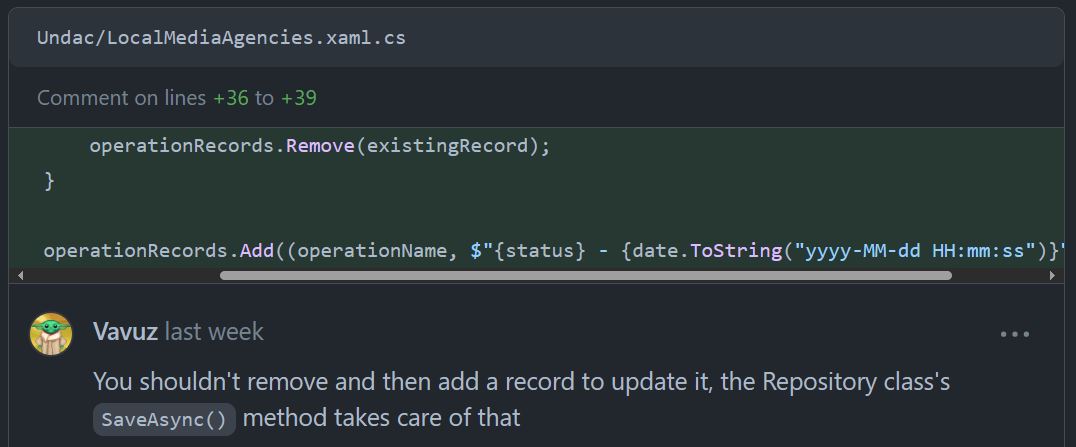 Undac/LocalMediaAgencies.xaml.cs
Comment on lines +36 to +39
operationRecords.Remove(existingRecord);
}
operationRecords.Add((operationName, $"{status} - {date.ToString("yyyy-MM-dd HH:mm:ss")}"
Vavuz last week
You shouldn't remove and then add a record to update it, the Repository class's
SaveAsync() method takes care of that